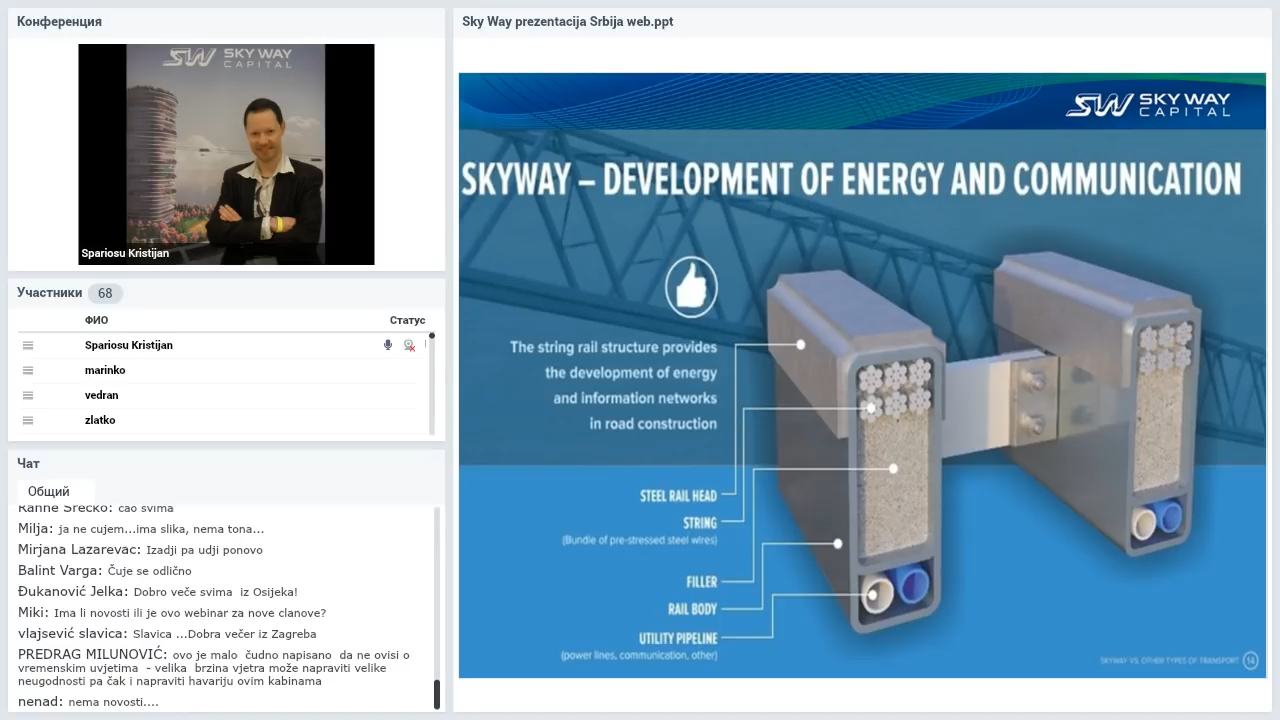 Конференция
SKY WAY
CAPITAL
Spariosu Kristijan
Участники 68
ФИО Статус
Spariosu Kristijan
marinko
vedran
zlatko
Чат
Общий
Ranne Srecko: cao svima
Milja: ja ne cujem...ima slika, nema tona...
Mirjana Lazarevac: Izadji pa udji ponovo
Balint Varga: Čuje se odlično
Đukanović Jelka: Dobro veče svima iz Osijeka!
Miki: Ima li novosti ili je ovo webinar za nove clanove?
vlajsević slavica: Slavica ...Dobra večer iz Zagreba
PREDRAG MILUNOVIĆ: ovo je malo čudno napisano da ne ovisi o
vremenskim uvjetima - velika brzina vjetra može napraviti velike
neugodnosti pa čak i napraviti havariju ovim kabinama
nenad: nema novosti....
Sky Way prezentacija Srbija web.ppt
SW SKY WAY
CAPITAL
SKYWAY – DEVELOPMENT OF ENERGY AND COMMUNICATION
The string rail structure provides
the development of energy
and information networks
in road construction
STEEL RAIL HEAD
STRING
(Bundle of pre-stressed steel wires)
FILLER
RAIL BODY
UTILITY PIPELINE
(power lines, communication, other)
SKYWAY VS. OTHER TYPES OF TRANSPORT 14